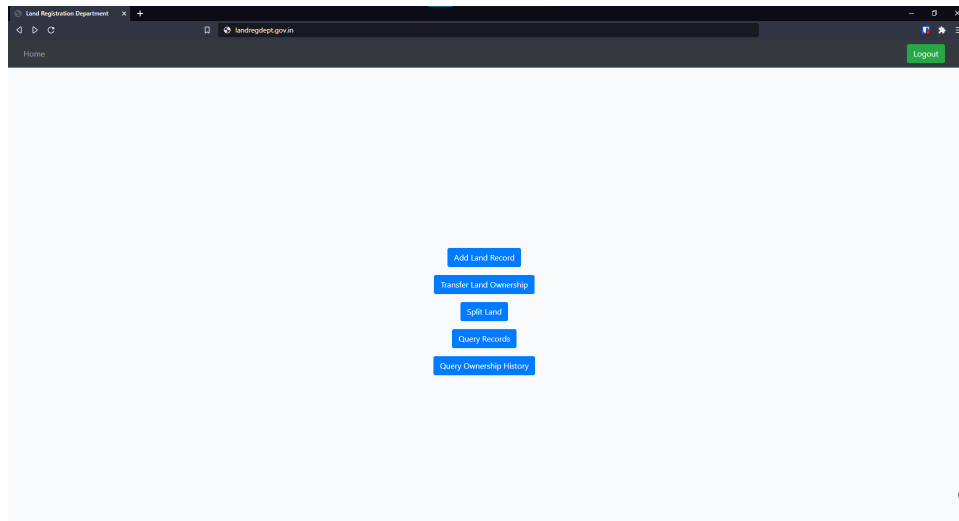 Land Registration Department
landregdept.gov.in
Home
Logout
Add Land Record
Transfer Land Ownership
Split Land
Query Records
Query Ownership History